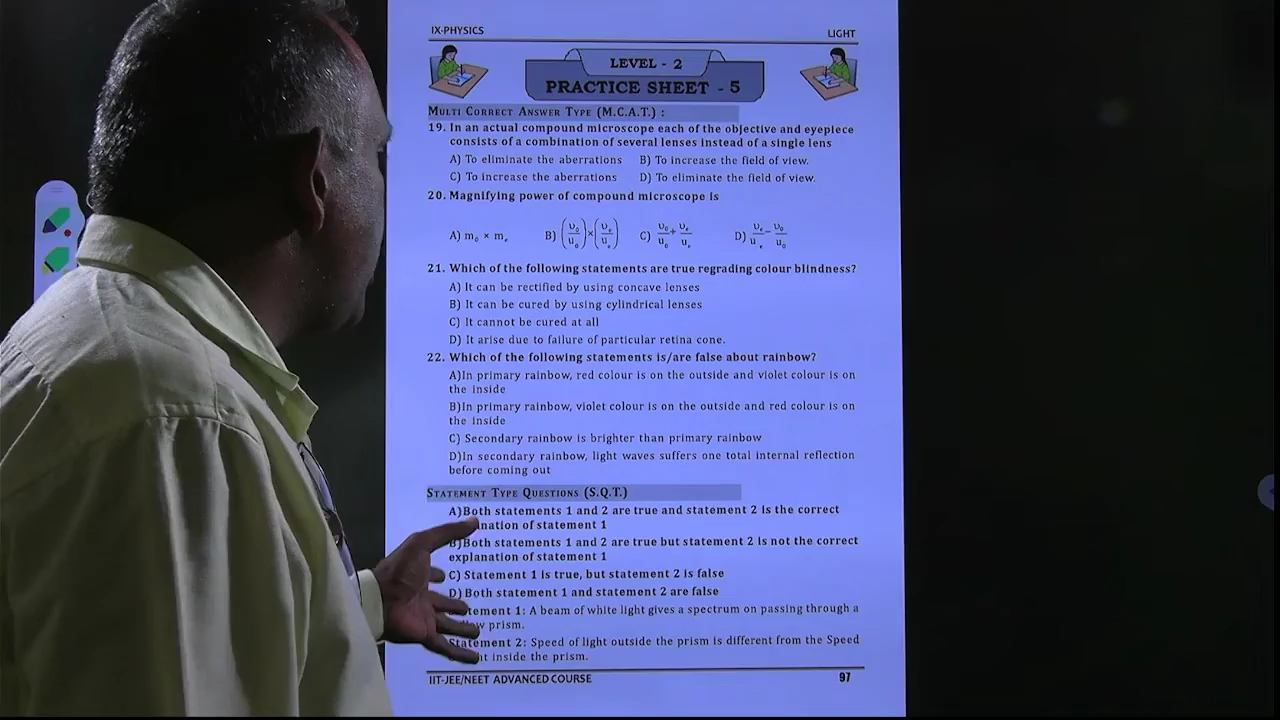 IX-PHYSICS
LIGHT
LEVEL - 2
PRACTICE SHEET - 5
MULTI CORRECT ANSWER TYPE (M.C.A.T.) :
19. In an actual compound microscope each of the objective and eyepiece
consists of a combination of several lenses instead of a single lens
A) To eliminate the aberrations B) To increase the field of view.
C) To increase the aberrations D) To eliminate the field of view.
20. Magnifying power of compound microscope is
A) m₀ × mₑ B) (υ₀/u₀)×(υₑ/uₑ) C) υ₀/u₀ + υₑ/uₑ D) υₑ/uₑ − υ₀/u₀
21. Which of the following statements are true regrading colour blindness?
A) It can be rectified by using concave lenses
B) It can be cured by using cylindrical lenses
C) It cannot be cured at all
D) It arise due to failure of particular retina cone.
22. Which of the following statements is/are false about rainbow?
A)In primary rainbow, red colour is on the outside and violet colour is on
the inside
B)In primary rainbow, violet colour is on the outside and red colour is on
the inside
C) Secondary rainbow is brighter than primary rainbow
D)In secondary rainbow, light waves suffers one total internal reflection
before coming out
STATEMENT TYPE QUESTIONS (S.Q.T.)
A)Both statements 1 and 2 are true and statement 2 is the correct
of statement 1
B)Both statements 1 and 2 are true but statement 2 is not the correct
explanation of statement 1
C) Statement 1 is true, but statement 2 is false
D) Both statement 1 and statement 2 are false
1: A beam of white light gives a spectrum on passing through a
prism.
Statement 2: Speed of light outside the prism is different from the Speed
inside the prism.
IIT-JEE/NEET ADVANCED COURSE
97